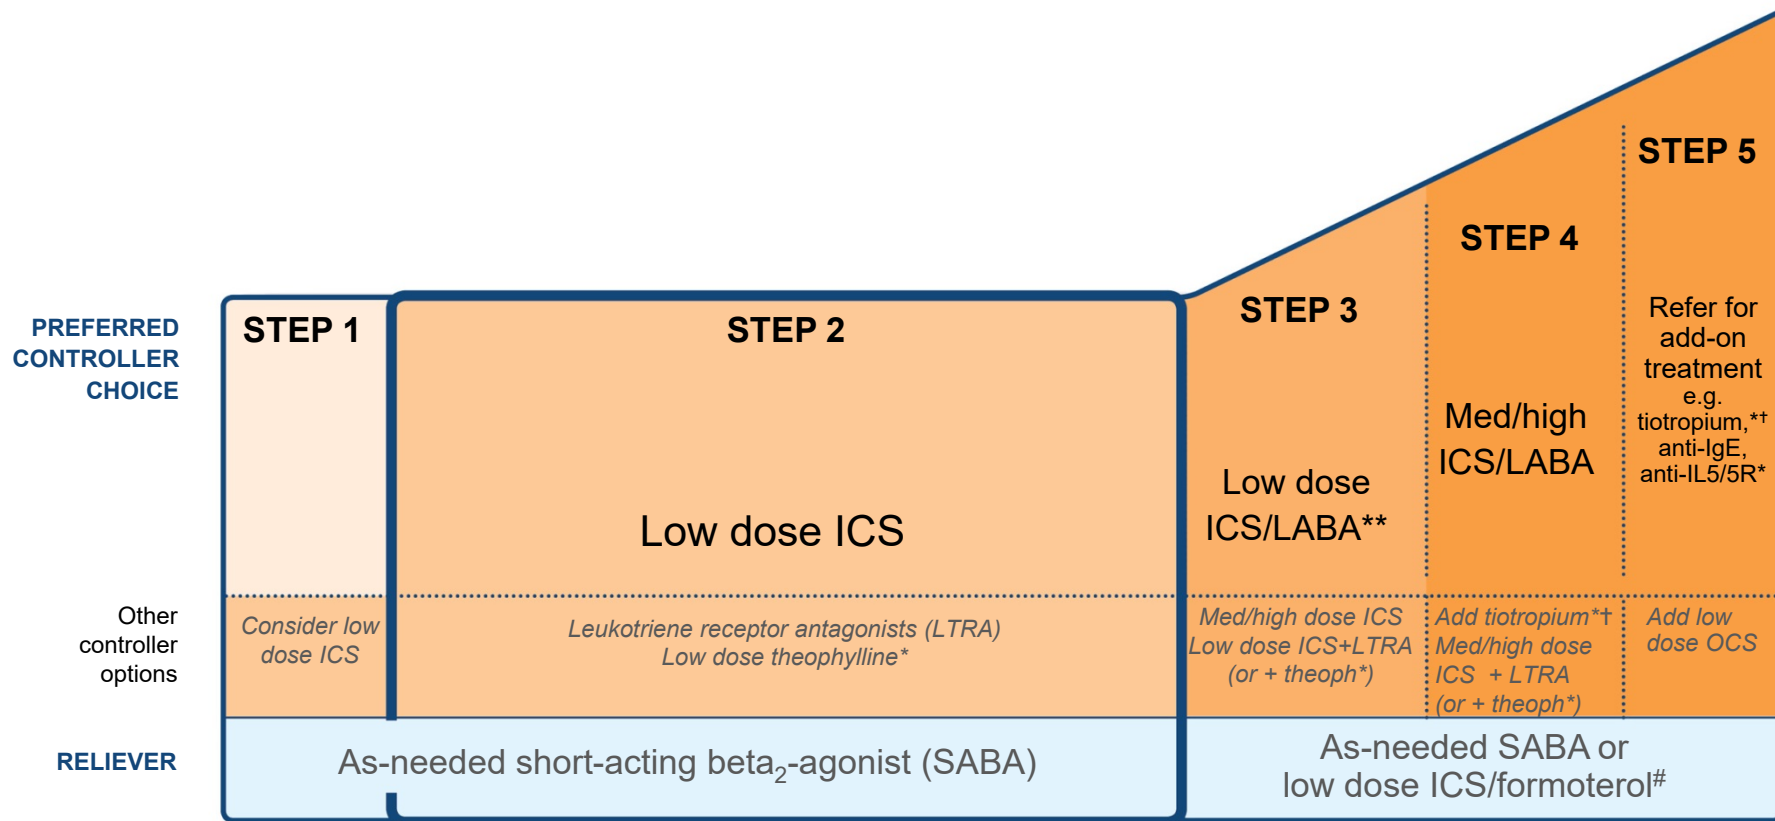 STEP 5
STEP 4
STEP 3
PREFERRED
CONTROLLER
CHOICE
STEP 1
STEP 2
Low dose ICS
Low dose
ICS/LABA**
Med/high
ICS/LABA
Refer for
add-on
treatment
e.g.
tiotropium,*†
anti-IgE,
anti-IL5/5R*
Other
controller
options
Consider low
dose ICS
Leukotriene receptor antagonists (LTRA)
Low dose theophylline*
Med/high dose ICS
Low dose ICS+LTRA
(or + theoph*)
Add tiotropium*†
Med/high dose
ICS + LTRA
(or + theoph*)
Add low
dose OCS
RELIEVER
As-needed short-acting beta₂-agonist (SABA)
As-needed SABA or
low dose ICS/formoterol#